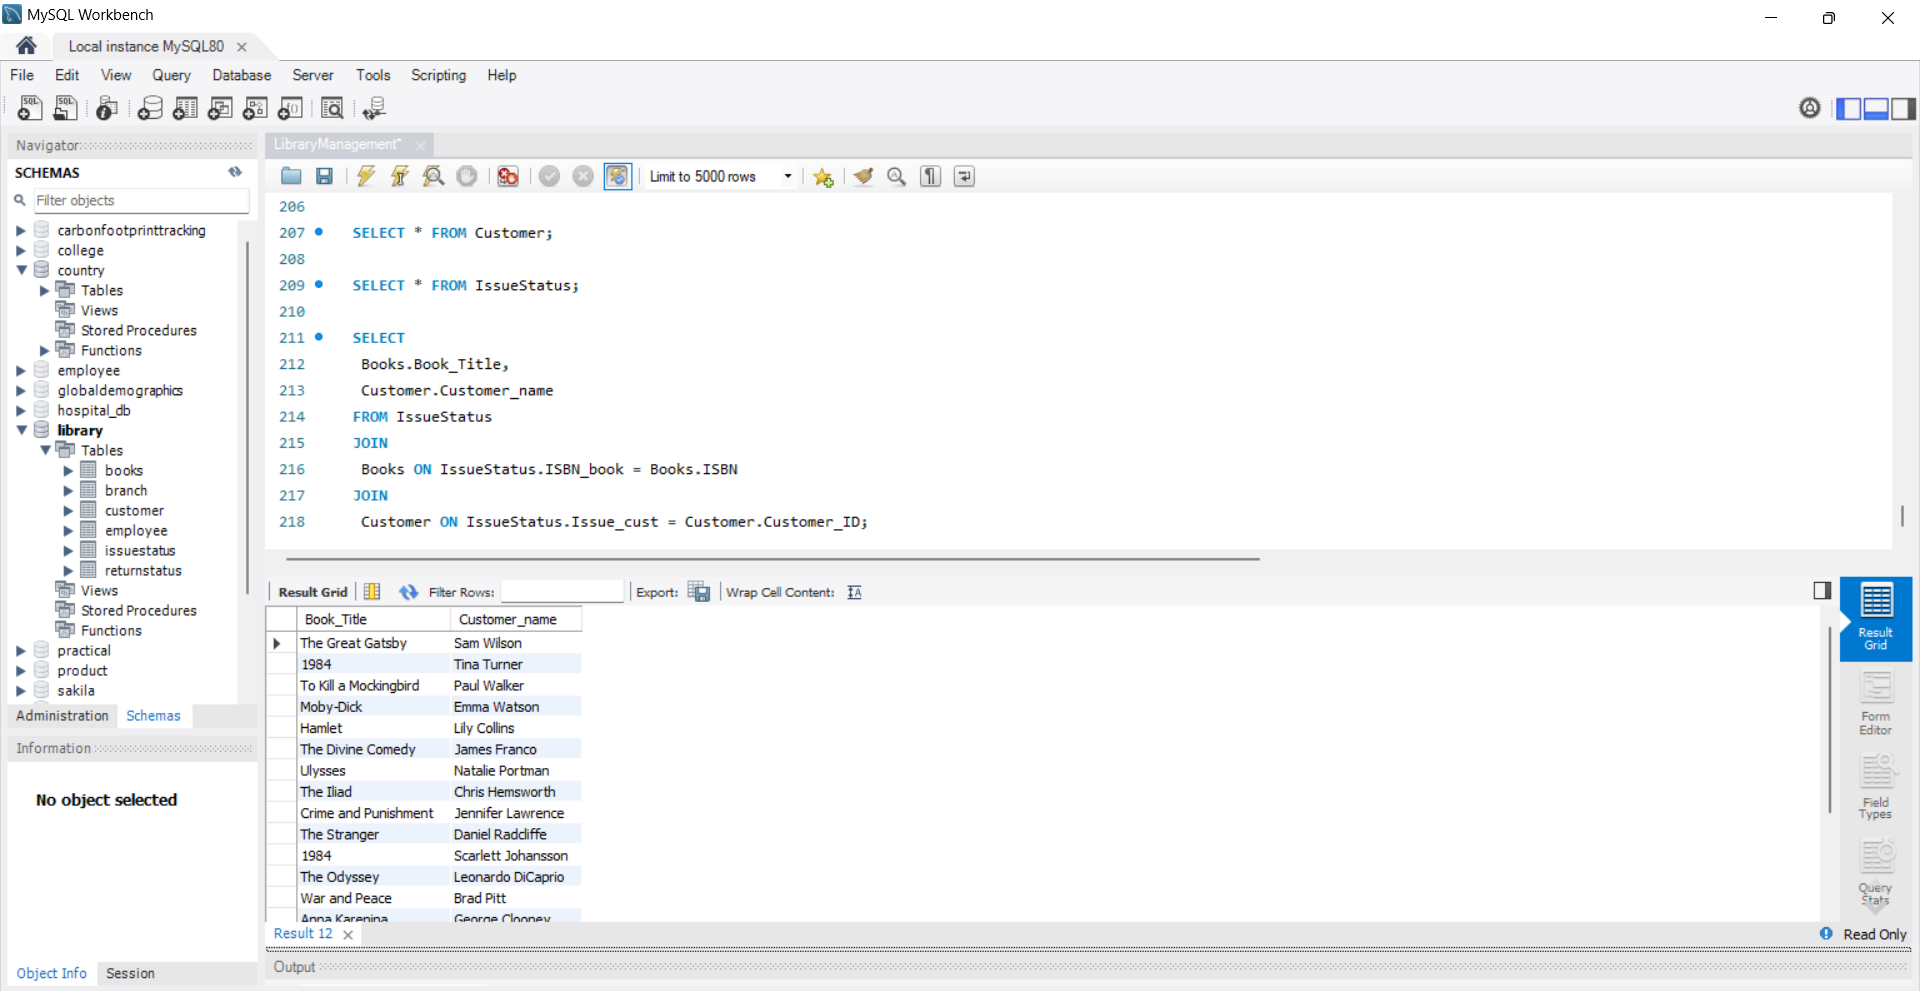 MySQL Workbench
Local instance MySQL80
File Edit View Query Database Server Tools Scripting Help
Navigator
SCHEMAS
Filter objects
carbonfootprinttracking
college
country
Tables
Views
Stored Procedures
Functions
employee
globaldemographics
hospital_db
library
Tables
books
branch
customer
employee
issuestatus
returnstatus
Views
Stored Procedures
Functions
practical
product
sakila
Administration Schemas
Information
No object selected
Object Info Session
LibraryManagement*
Limit to 5000 rows
206
207 SELECT * FROM Customer;
208
209 SELECT * FROM IssueStatus;
210
211 SELECT
212 Books.Book_Title,
213 Customer.Customer_name
214 FROM IssueStatus
215 JOIN
216 Books ON IssueStatus.ISBN_book = Books.ISBN
217 JOIN
218 Customer ON IssueStatus.Issue_cust = Customer.Customer_ID;
Result Grid Filter Rows: Export: Wrap Cell Content:
Book_Title Customer_name
The Great Gatsby Sam Wilson
1984 Tina Turner
To Kill a Mockingbird Paul Walker
Moby-Dick Emma Watson
Hamlet Lily Collins
The Divine Comedy James Franco
Ulysses Natalie Portman
The Iliad Chris Hemsworth
Crime and Punishment Jennifer Lawrence
The Stranger Daniel Radcliffe
1984 Scarlett Johansson
The Odyssey Leonardo DiCaprio
War and Peace Brad Pitt
Anna Karenina George Clooney
Result Grid
Form Editor
Field Types
Query Stats
Result 12
Read Only
Output